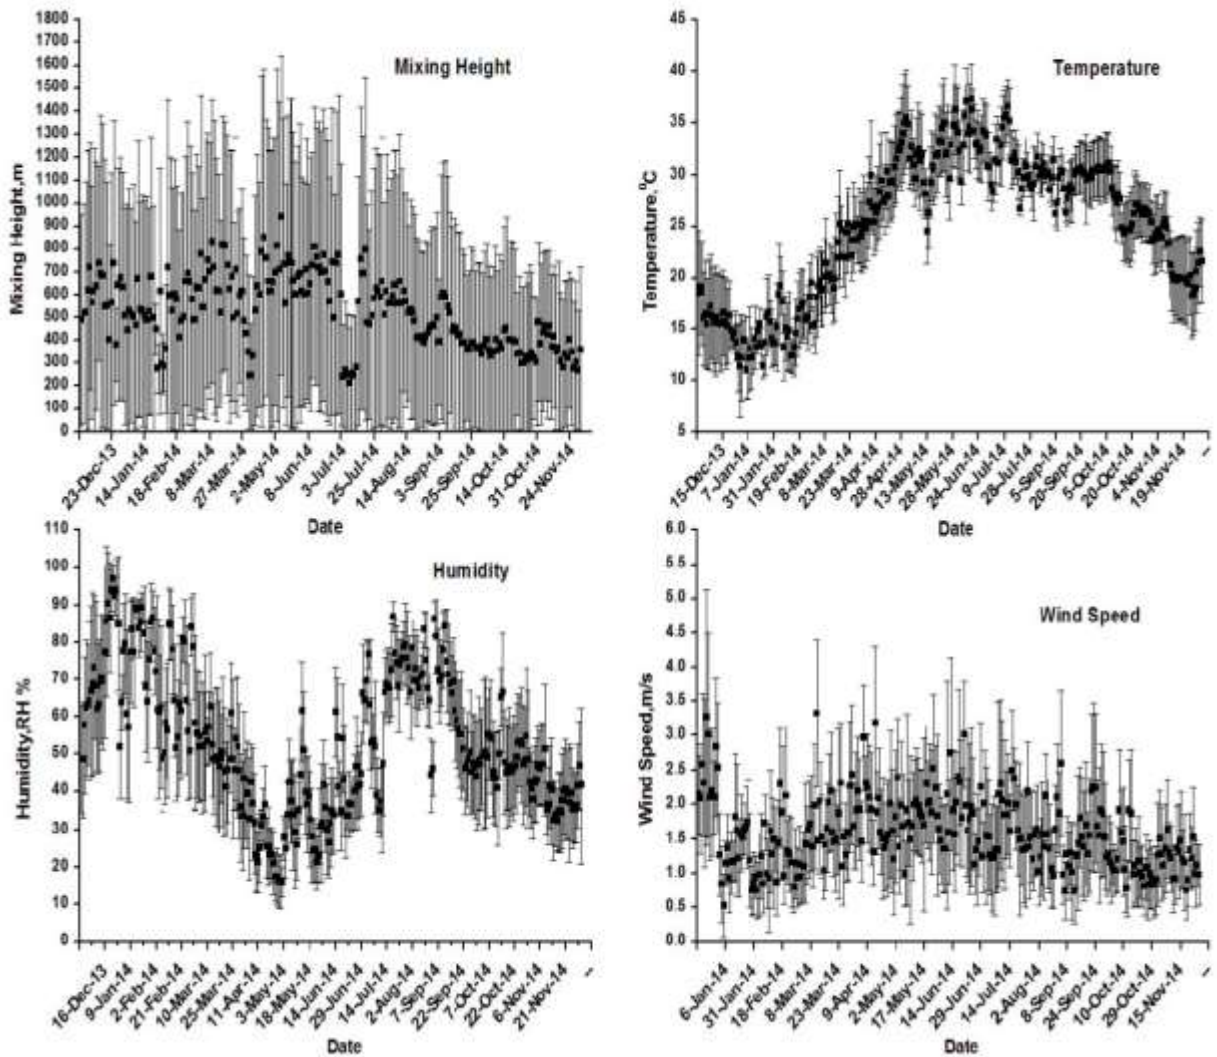 Mixing Height
Mixing Height,m
1800
1700
1600
1500
1400
1300
1200
1100
1000
900
800
700
600
500
400
300
200
100
0
23-Dec-13
14-Jan-14
18-Feb-14
8-Mar-14
27-Mar-14
2-May-14
8-Jun-14
3-Jul-14
25-Jul-14
14-Aug-14
3-Sep-14
25-Sep-14
14-Oct-14
31-Oct-14
24-Nov-14
Date
Temperature
Temperature,°C
45
40
35
30
25
20
15
10
5
15-Dec-13
7-Jan-14
31-Jan-14
19-Feb-14
8-Mar-14
23-Mar-14
9-Apr-14
28-Apr-14
13-May-14
28-May-14
24-Jun-14
9-Jul-14
28-Jul-14
5-Sep-14
20-Sep-14
5-Oct-14
20-Oct-14
4-Nov-14
19-Nov-14
--
Date
Humidity
Humidity,RH %
110
100
90
80
70
60
50
40
30
20
10
0
16-Dec-13
9-Jan-14
2-Feb-14
21-Feb-14
10-Mar-14
25-Mar-14
11-Apr-14
3-May-14
18-May-14
14-Jun-14
29-Jun-14
14-Jul-14
2-Aug-14
7-Sep-14
22-Sep-14
7-Oct-14
22-Oct-14
6-Nov-14
21-Nov-14
--
Date
Wind Speed
Wind Speed,m/s
6.0
5.5
5.0
4.5
4.0
3.5
3.0
2.5
2.0
1.5
1.0
0.5
0.0
6-Jan-14
31-Jan-14
18-Feb-14
8-Mar-14
23-Mar-14
9-Apr-14
2-May-14
17-May-14
14-Jun-14
29-Jun-14
14-Jul-14
2-Aug-14
8-Sep-14
24-Sep-14
10-Oct-14
29-Oct-14
15-Nov-14
--
Date